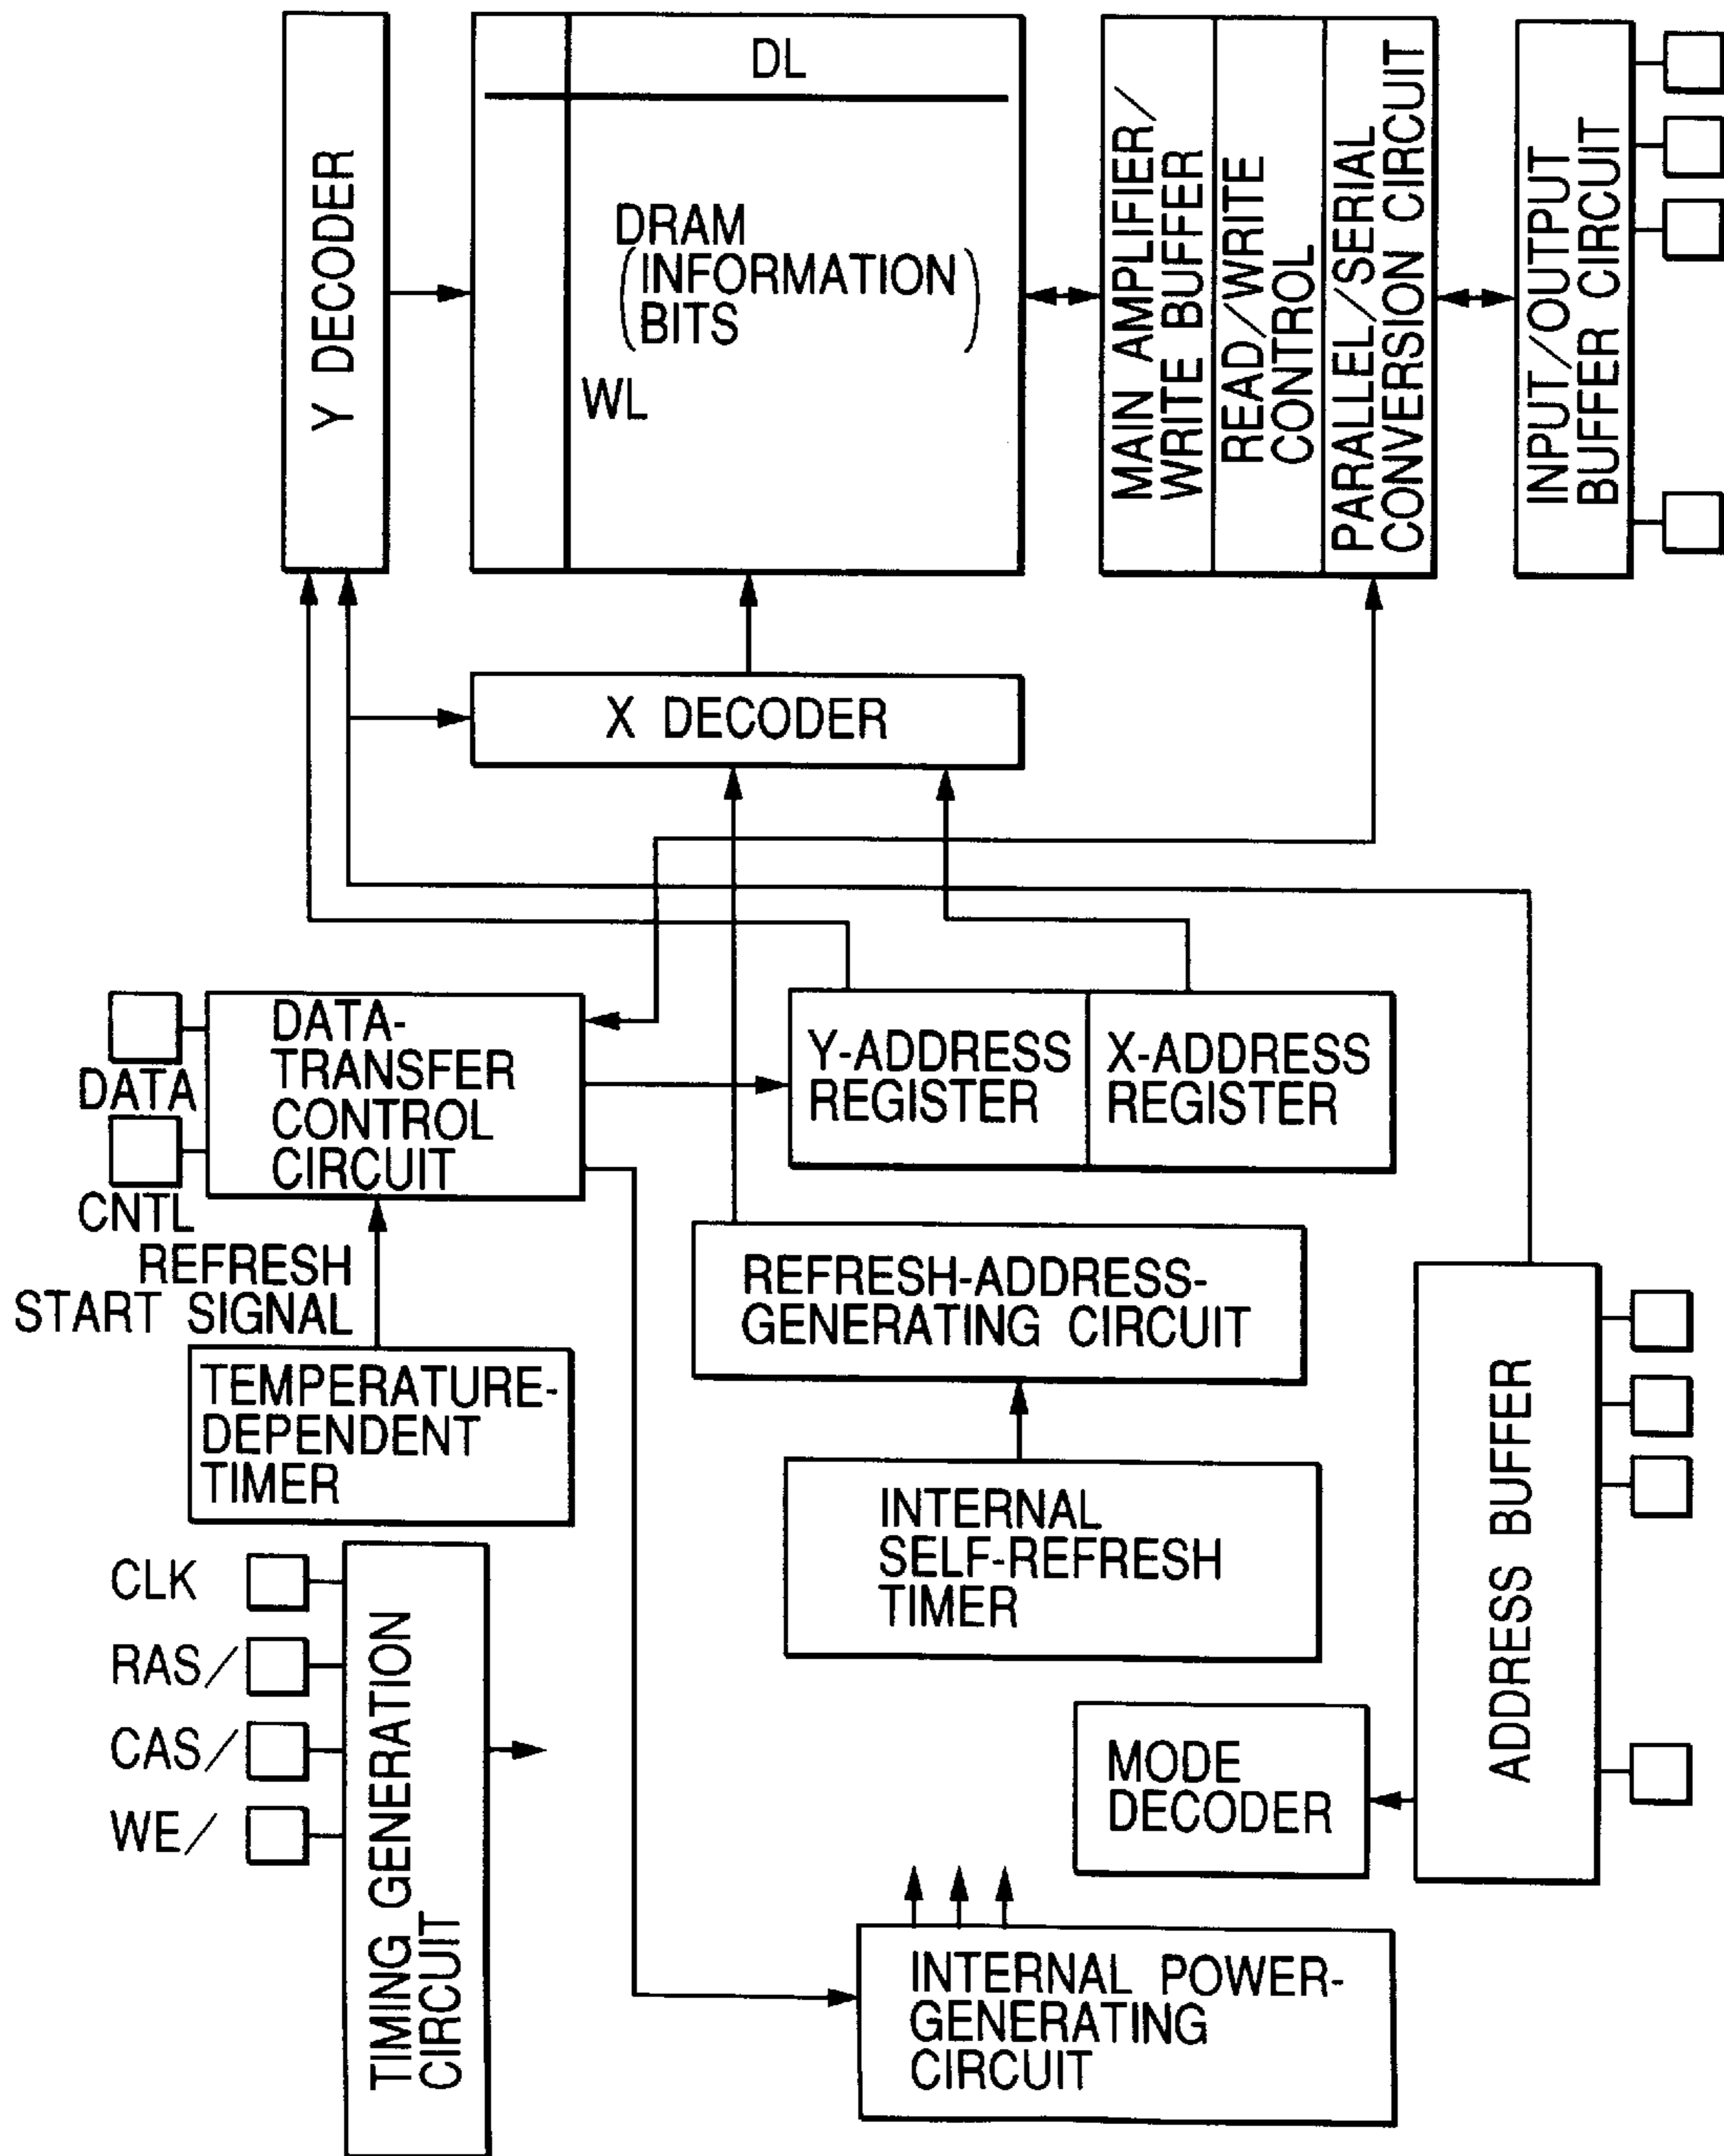 Y DECODER
DL
DRAM
(INFORMATION
BITS)
WL
MAIN AMPLIFIER/
WRITE BUFFER
READ/WRITE
CONTROL
PARALLEL/SERIAL
CONVERSION CIRCUIT
INPUT/OUTPUT
BUFFER CIRCUIT
X DECODER
DATA
CNTL
DATA-
TRANSFER
CONTROL
CIRCUIT
Y-ADDRESS
REGISTER
X-ADDRESS
REGISTER
REFRESH
START SIGNAL
REFRESH-ADDRESS-
GENERATING CIRCUIT
TEMPERATURE-
DEPENDENT
TIMER
INTERNAL
SELF-REFRESH
TIMER
ADDRESS BUFFER
CLK
RAS/
CAS/
WE/
TIMING GENERATION
CIRCUIT
MODE
DECODER
INTERNAL POWER-
GENERATING
CIRCUIT